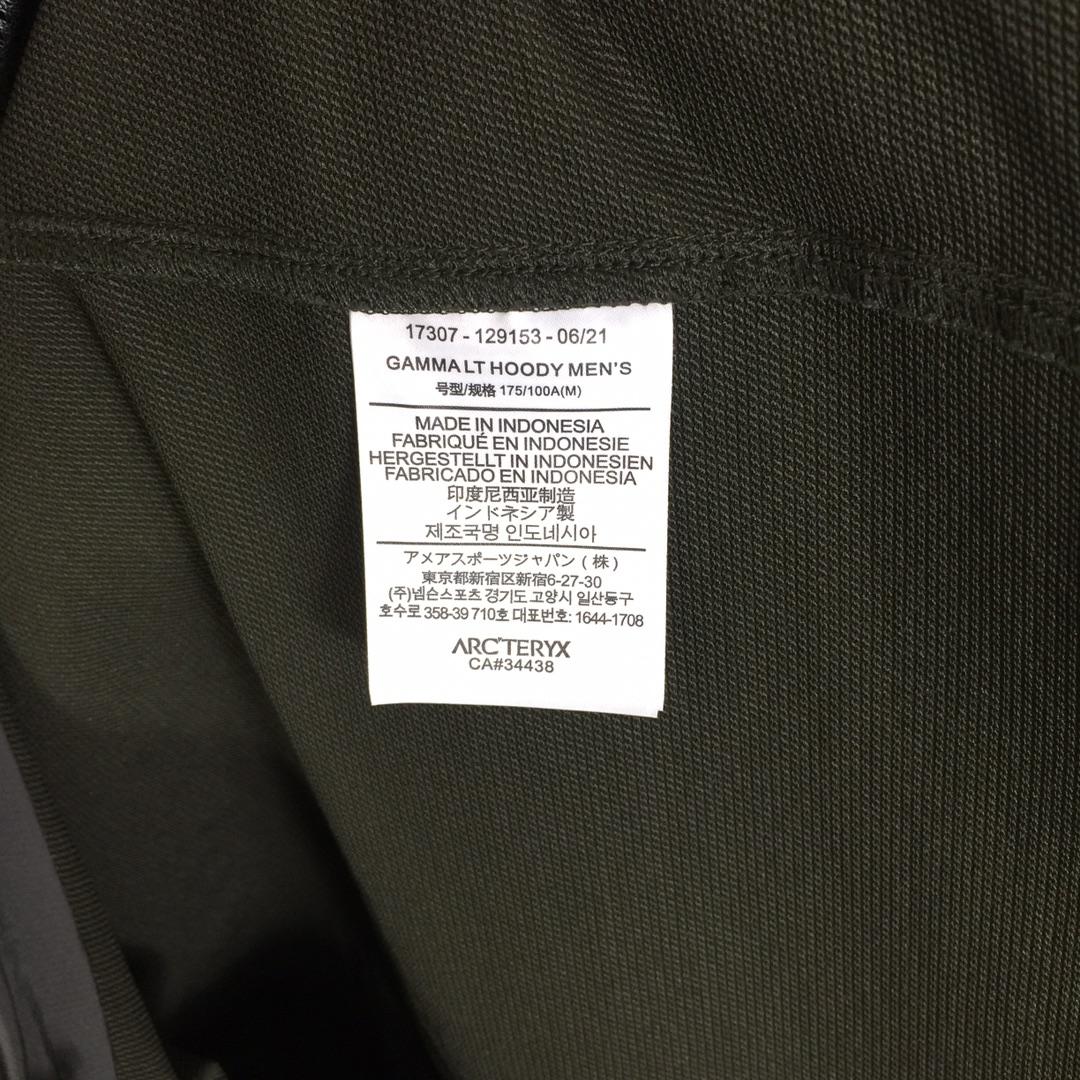 17307 - 129153 - 06/21
GAMMA LT HOODY MEN'S
号型/规格 175/100A(M)
MADE IN INDONESIA
FABRIQUÉ EN INDONESIE
HERGESTELLT IN INDONESIEN
FABRICADO EN INDONESIA
印度尼西亚制造
インドネシア製
제조국명 인도네시아
アメアスポーツジャパン ( 株 )
東京都新宿区新宿6-27-30
(주)넵슨스포츠 경기도 고양시 일산동구
호수로 358-39 710호 대표번호: 1644-1708
ARC'TERYX
CA#34438